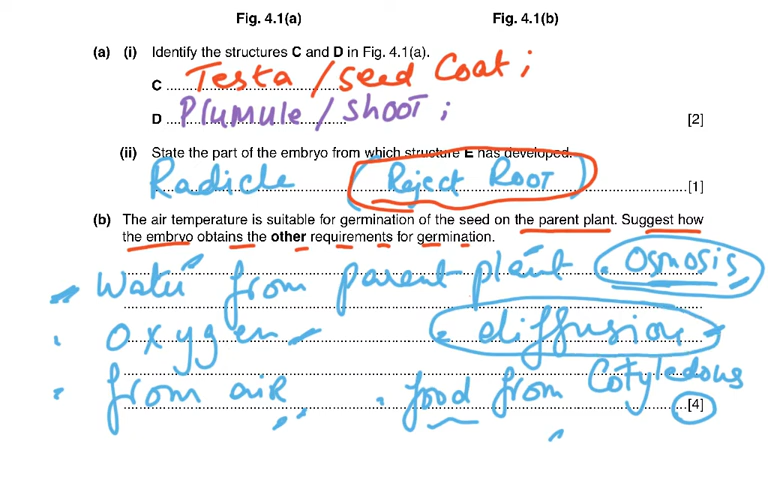 Fig. 4.1(a) Fig. 4.1(b)
(a) (i) Identify the structures C and D in Fig. 4.1(a).
C Testa / seed Coat ;
D Plumule / shoot ; [2]
(ii) State the part of the embryo from which structure E has developed.
Radicle Reject Root [1]
(b) The air temperature is suitable for germination of the seed on the parent plant. Suggest how
the embryo obtains the other requirements for germination.
Water from parent plant . Osmosis
oxygen . diffusion
from air . food from Cotyledons
[4]